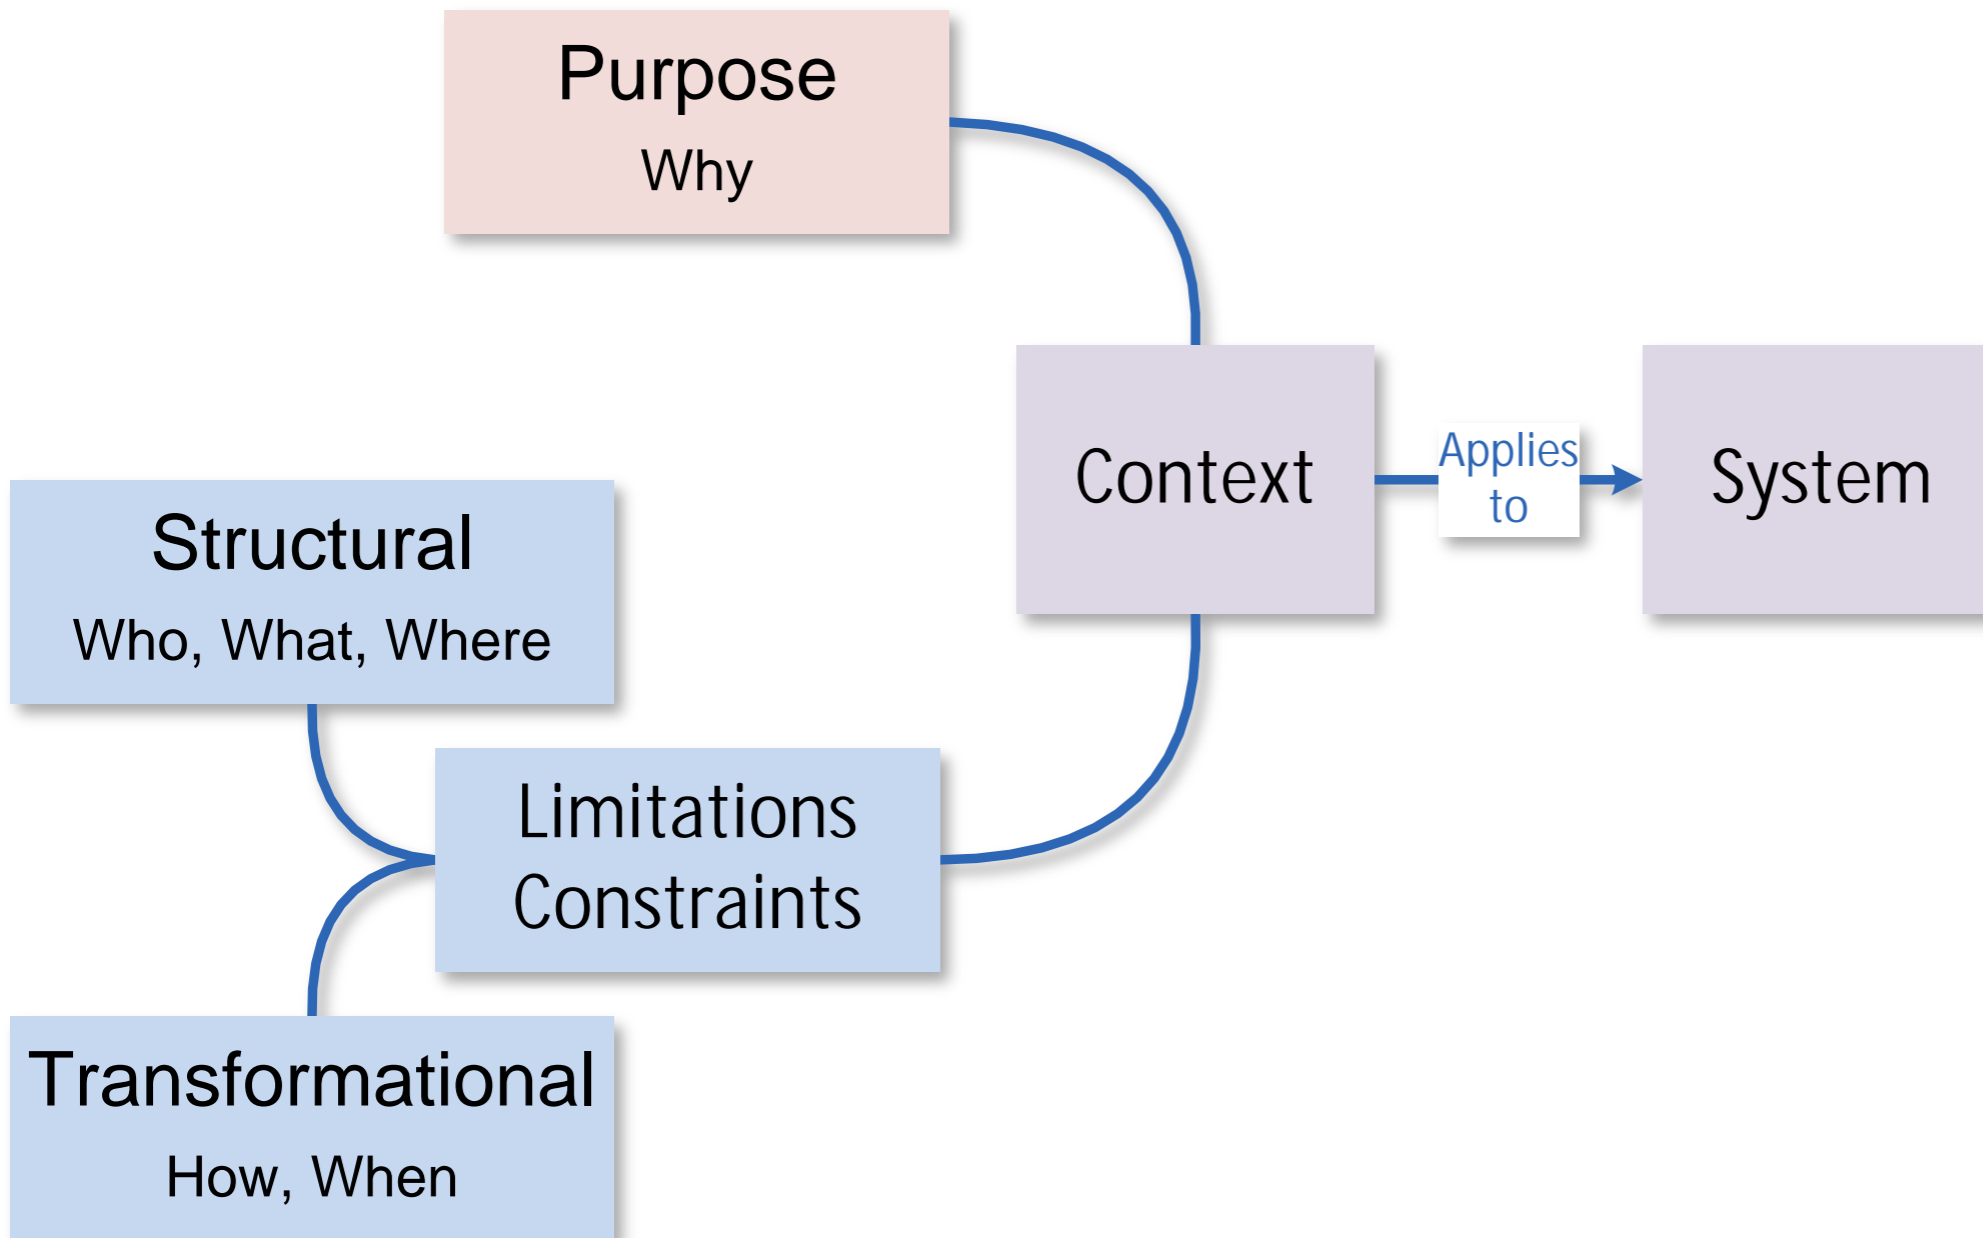 Purpose
Why
Context
Applies
to
System
Structural
Who, What, Where
Limitations
Constraints
Transformational
How, When